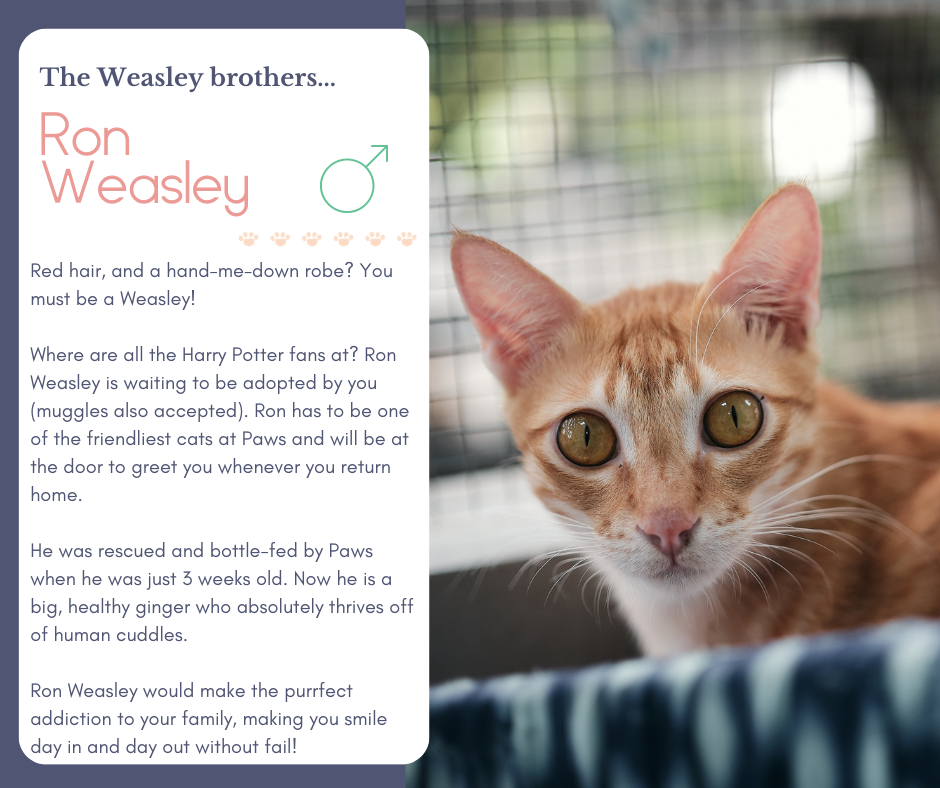 The Weasley brothers...
Ron
Weasley
Red hair, and a hand-me-down robe? You
must be a Weasley!
Where are all the Harry Potter fans at? Ron
Weasley is waiting to be adopted by you
(muggles also accepted). Ron has to be one
of the friendliest cats at Paws and will be at
the door to greet you whenever you return
home.
He was rescued and bottle-fed by Paws
when he was just 3 weeks old. Now he is a
big, healthy ginger who absolutely thrives off
of human cuddles.
Ron Weasley would make the purrfect
addiction to your family, making you smile
day in and day out without fail!